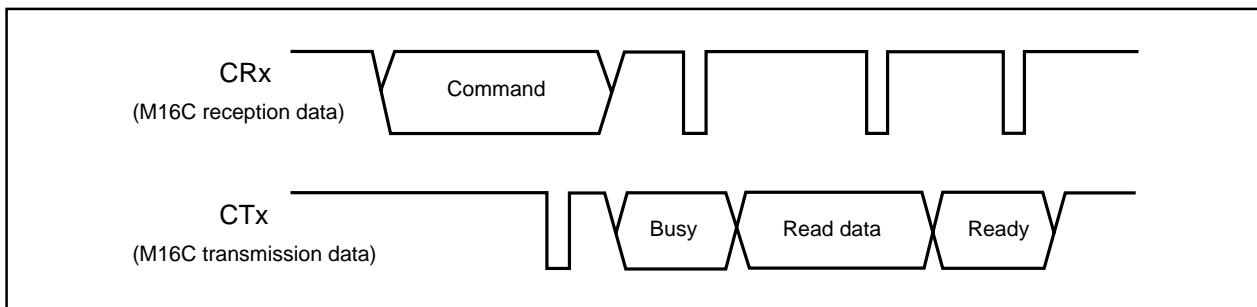 CRx
(M16C reception data)
Command
CTx
(M16C transmission data)
Busy
Read data
Ready